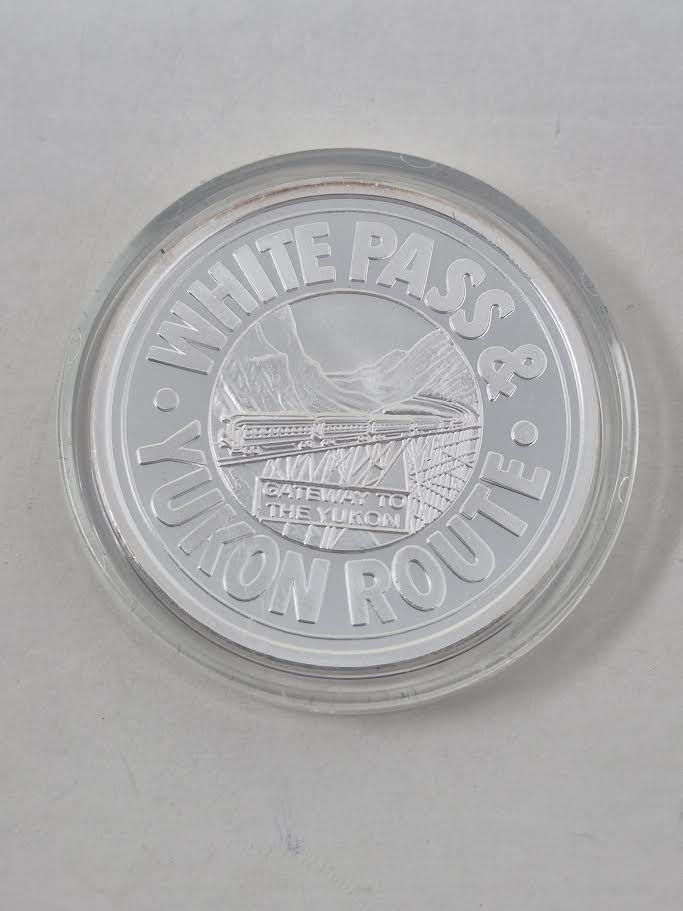 WHITE PASS &
YUKON ROUTE
GATEWAY TO
THE YUKON